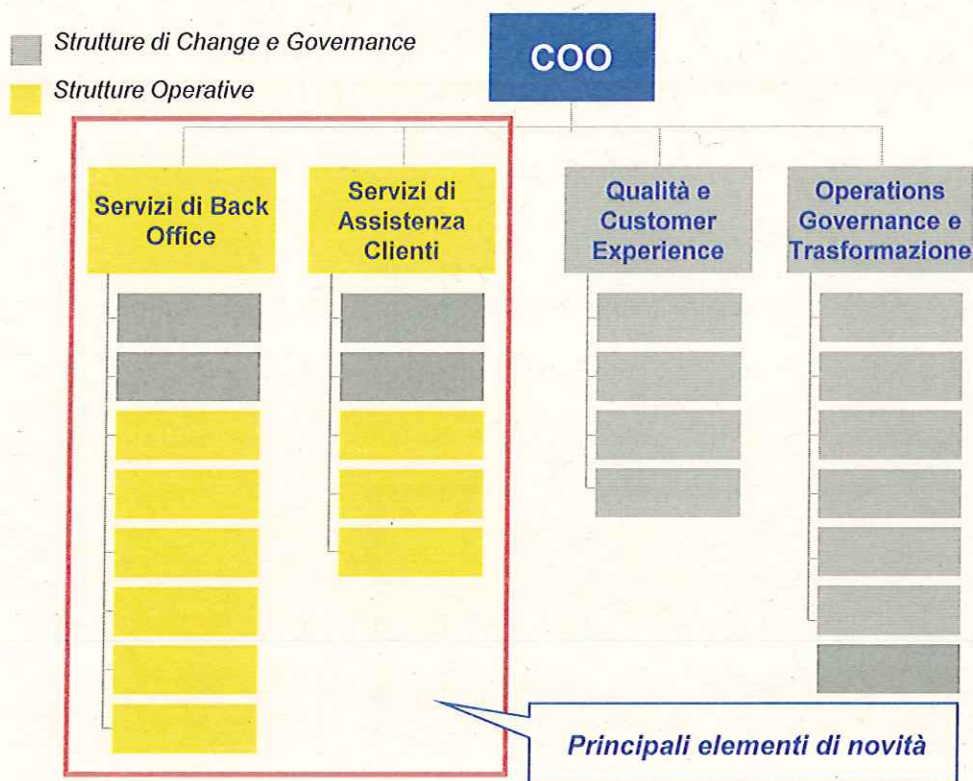 Strutture di Change e Governance
COO
Strutture Operative
Servizi di Back
Office
Servizi di
Assistenza
Clienti
Qualità e
Customer
Experience
Operations
Governance e
Trasformazione
Principali elementi di novità